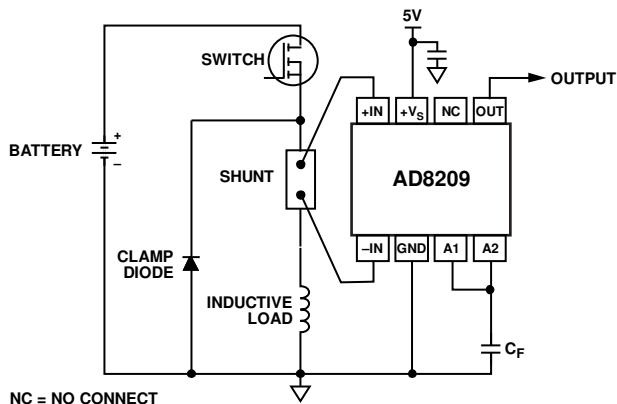 5V
SWITCH
OUTPUT
+IN
+VS
NC
OUT
+
BATTERY
–
SHUNT
AD8209
–IN
GND
A1
A2
CLAMP
DIODE
INDUCTIVE
LOAD
CF
NC = NO CONNECT